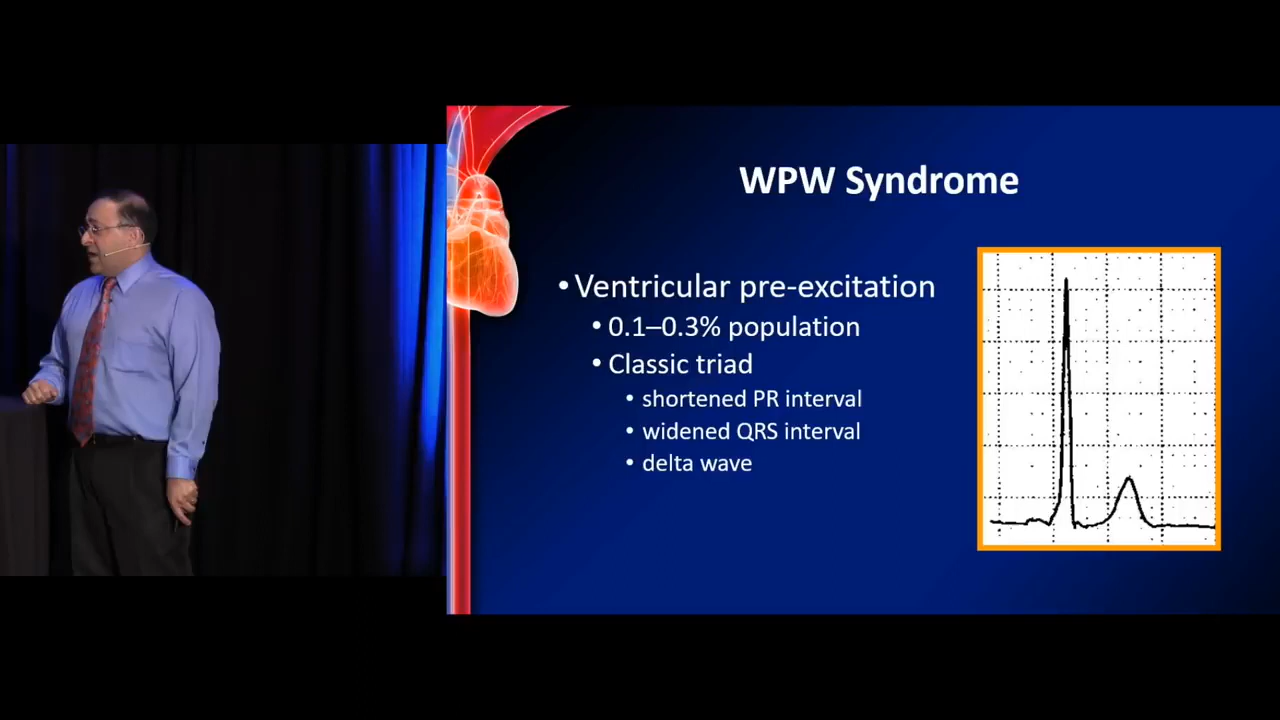 WPW Syndrome
•Ventricular pre-excitation
•0.1–0.3% population
•Classic triad
•shortened PR interval
•widened QRS interval
•delta wave